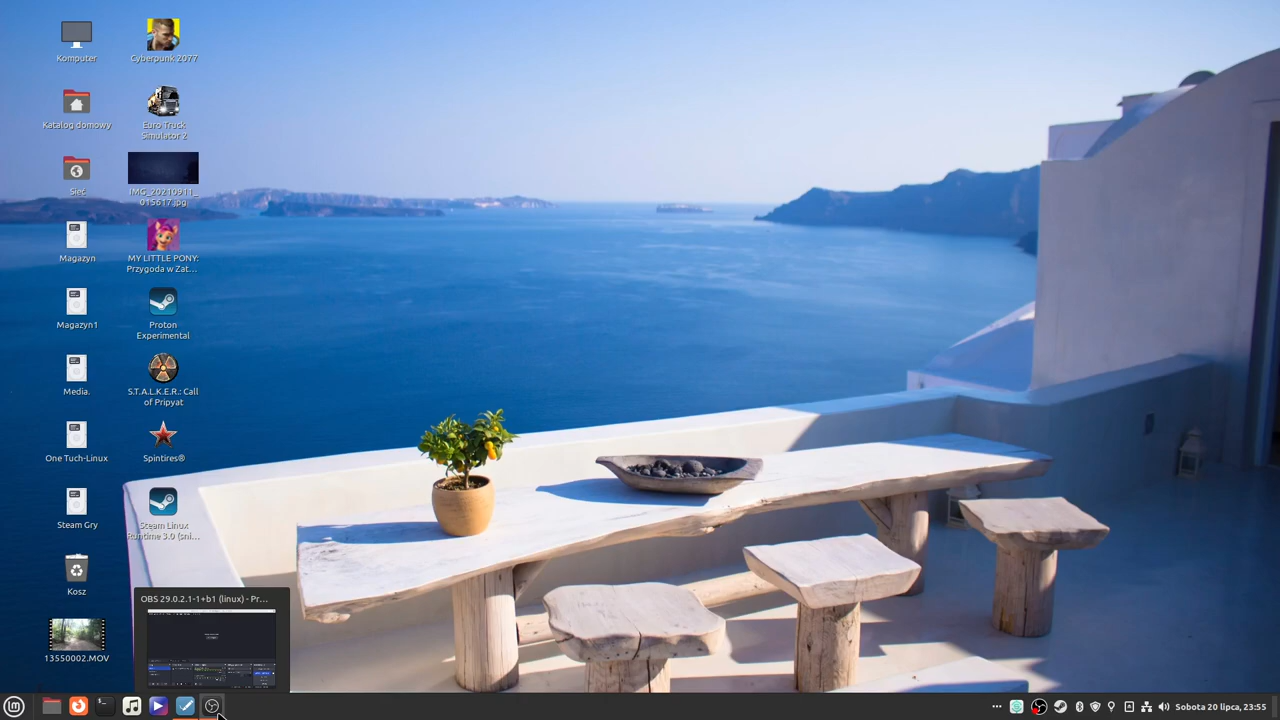 Komputer
Cyberpunk 2077
Katalog domowy
Euro Truck
Simulator 2
Sieć
IMG_20210911_
015617.jpg
Magazyn
MY LITTLE PONY:
Przygoda w Zat...
Magazyn1
Proton
Experimental
Media.
S.T.A.L.K.E.R.: Call
of Pripyat
One Tuch-Linux
Spintires®
Steam Gry
Steam Linux
Runtime 3.0 (sni...
Kosz
13550002.MOV
OBS 29.0.2.1-1+b1 (linux) - Pr...
Sobota 20 lipca, 23:55